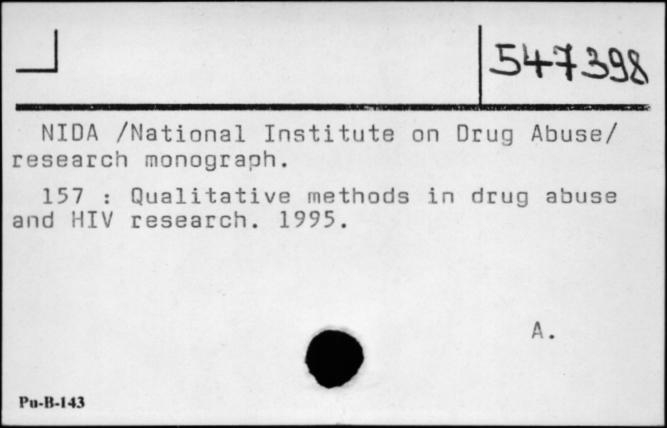 547398
NIDA /National Institute on Drug Abuse/
research monograph.
157 : Qualitative methods in drug abuse
and HIV research. 1995.
A.
Pu-B-143